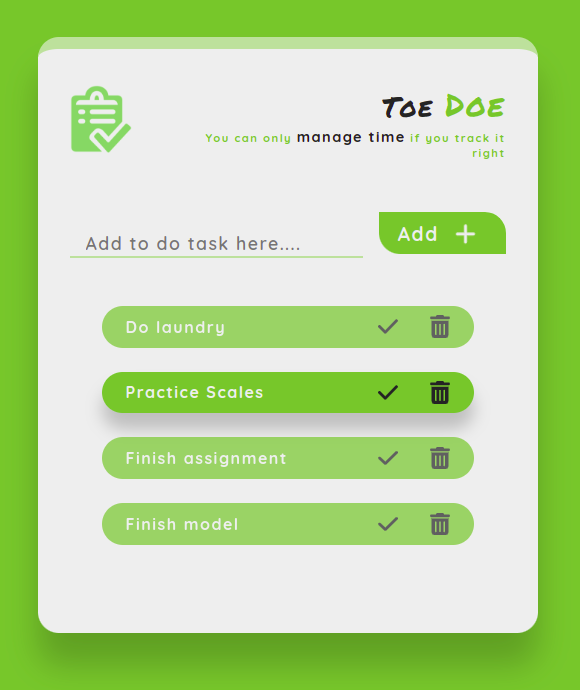 Toe Doe
You can only manage time if you track it
right
Add to do task here....
Add
Do laundry
Practice Scales
Finish assignment
Finish model